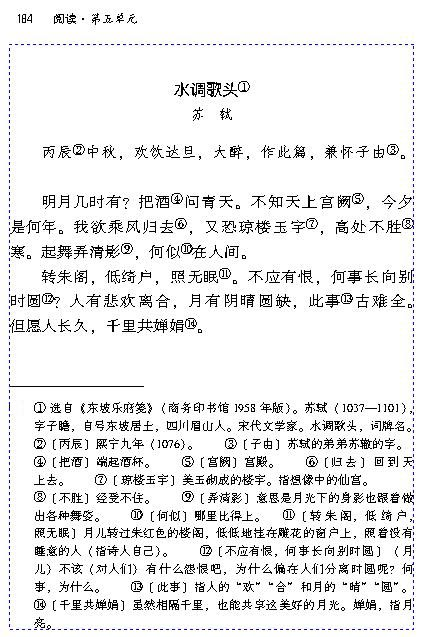 184 阅读·第五单元
水调歌头①
苏 轼
丙辰②中秋，欢饮达旦，大醉，作此篇，兼怀子由③。
明月几时有？把酒④问青天。不知天上宫阙⑤，今夕
是何年。我欲乘风归去⑥，又恐琼楼玉宇⑦，高处不胜⑧
寒。起舞弄清影⑨，何似⑩在人间。
转朱阁，低绮户，照无眠⑪。不应有恨，何事长向别
时圆⑫？人有悲欢离合，月有阴晴圆缺，此事⑬古难全。
但愿人长久，千里共婵娟⑭。
①选自《东坡乐府笺》（商务印书馆1958年版）。苏轼（1037—1101），
字子瞻，自号东坡居士，四川眉山人。宋代文学家。水调歌头，词牌名。
②〔丙辰〕熙宁九年（1076）。 ③〔子由〕苏轼的弟弟苏辙的字。
④〔把酒〕端起酒杯。 ⑤〔宫阙〕宫殿。 ⑥〔归去〕回到天
上去。 ⑦〔琼楼玉宇〕美玉砌成的楼宇。指想像中的仙宫。
⑧〔不胜〕经受不住。 ⑨〔弄清影〕意思是月光下的身影也跟着做
出各种舞姿。 ⑩〔何似〕哪里比得上。 ⑪〔转朱阁，低绮户，
照无眠〕月儿转过朱红色的楼阁，低低地挂在雕花的窗户上，照着没有
睡意的人（指诗人自己）。 ⑫〔不应有恨，何事长向别时圆〕（月
儿）不该（对人们）有什么怨恨吧，为什么偏在人们分离时圆呢？何
事，为什么。 ⑬〔此事〕指人的“欢”“合”和月的“晴”“圆”。
⑭〔千里共婵娟〕虽然相隔千里，也能共享这美好的月光。婵娟，指月
亮。